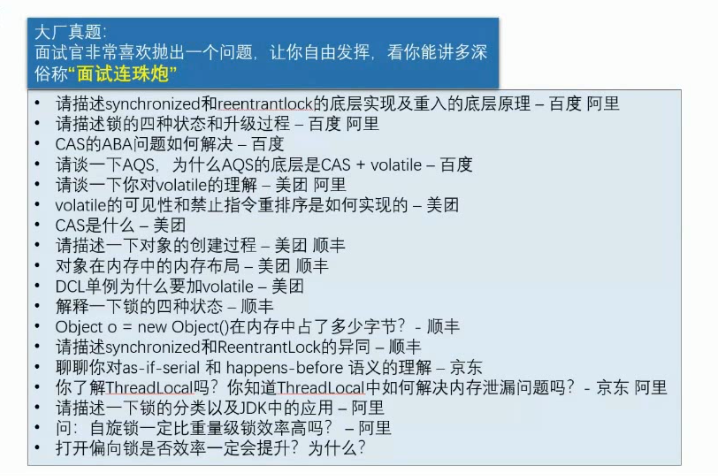 大厂真题:
面试官非常喜欢抛出一个问题,让你自由发挥,看你能讲多深
俗称“面试连珠炮”
• 请描述synchronized和reentrantlock的底层实现及重入的底层原理 – 百度 阿里
• 请描述锁的四种状态和升级过程 – 百度 阿里
• CAS的ABA问题如何解决 – 百度
• 请谈一下AQS,为什么AQS的底层是CAS + volatile – 百度
• 请谈一下你对volatile的理解 – 美团 阿里
• volatile的可见性和禁止指令重排序是如何实现的 – 美团
• CAS是什么 – 美团
• 请描述一下对象的创建过程 – 美团 顺丰
• 对象在内存中的内存布局 – 美团 顺丰
• DCL单例为什么要加volatile – 美团
• 解释一下锁的四种状态 – 顺丰
• Object o = new Object()在内存中占了多少字节? - 顺丰
• 请描述synchronized和ReentrantLock的异同 – 顺丰
• 聊聊你对as-if-serial 和 happens-before 语义的理解 – 京东
• 你了解ThreadLocal吗?你知道ThreadLocal中如何解决内存泄漏问题吗? - 京东 阿里
• 请描述一下锁的分类以及JDK中的应用 – 阿里
• 问:自旋锁一定比重量级锁效率高吗? – 阿里
• 打开偏向锁是否效率一定会提升?为什么?